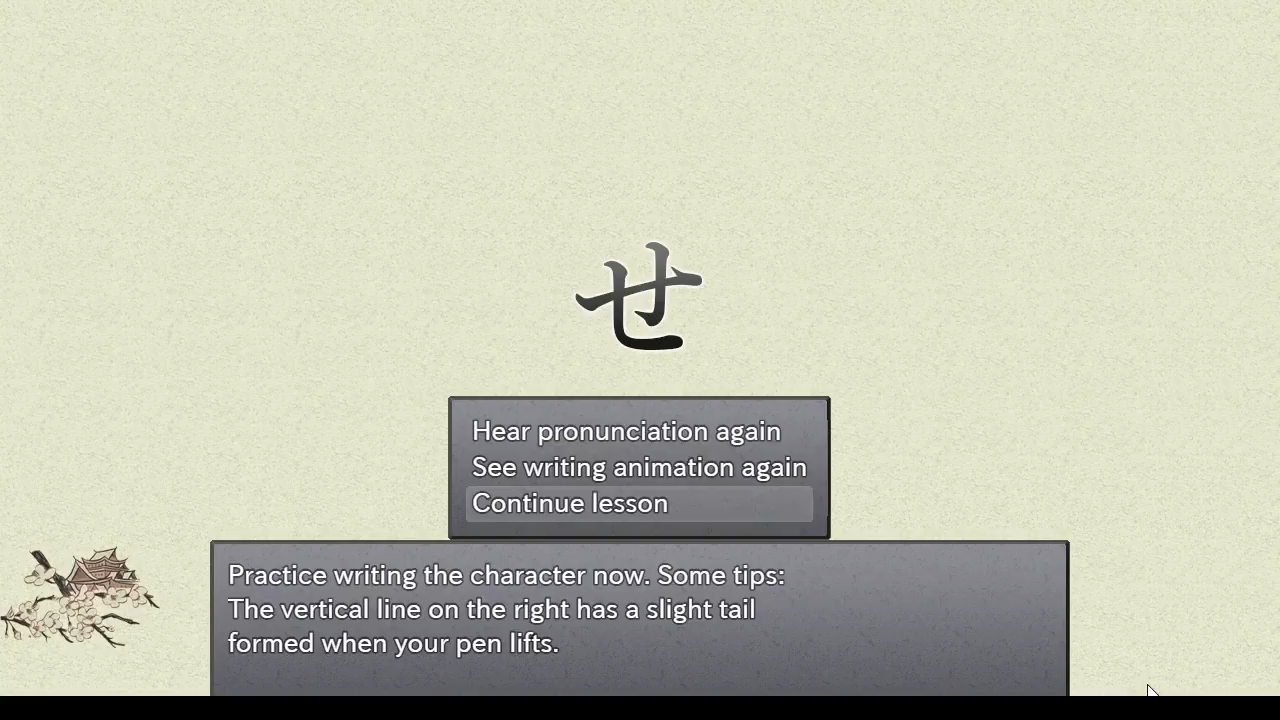 せ
Hear pronunciation again
See writing animation again
Continue lesson
Practice writing the character now. Some tips:
The vertical line on the right has a slight tail
formed when your pen lifts.